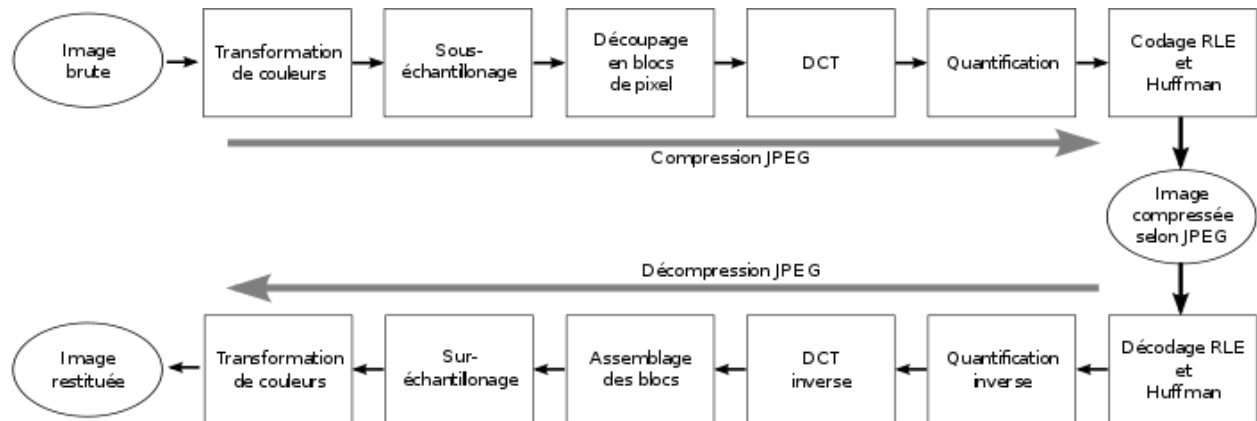 Image
brute
Transformation
de couleurs
Sous-
échantillonage
Découpage
en blocs
de pixel
DCT
Quantification
Codage RLE
et
Huffman
Compression JPEG
Image
compressée
selon JPEG
Décompression JPEG
Image
restituée
Transformation
de couleurs
Sur-
échantillonage
Assemblage
des blocs
DCT
inverse
Quantification
inverse
Décodage RLE
et
Huffman